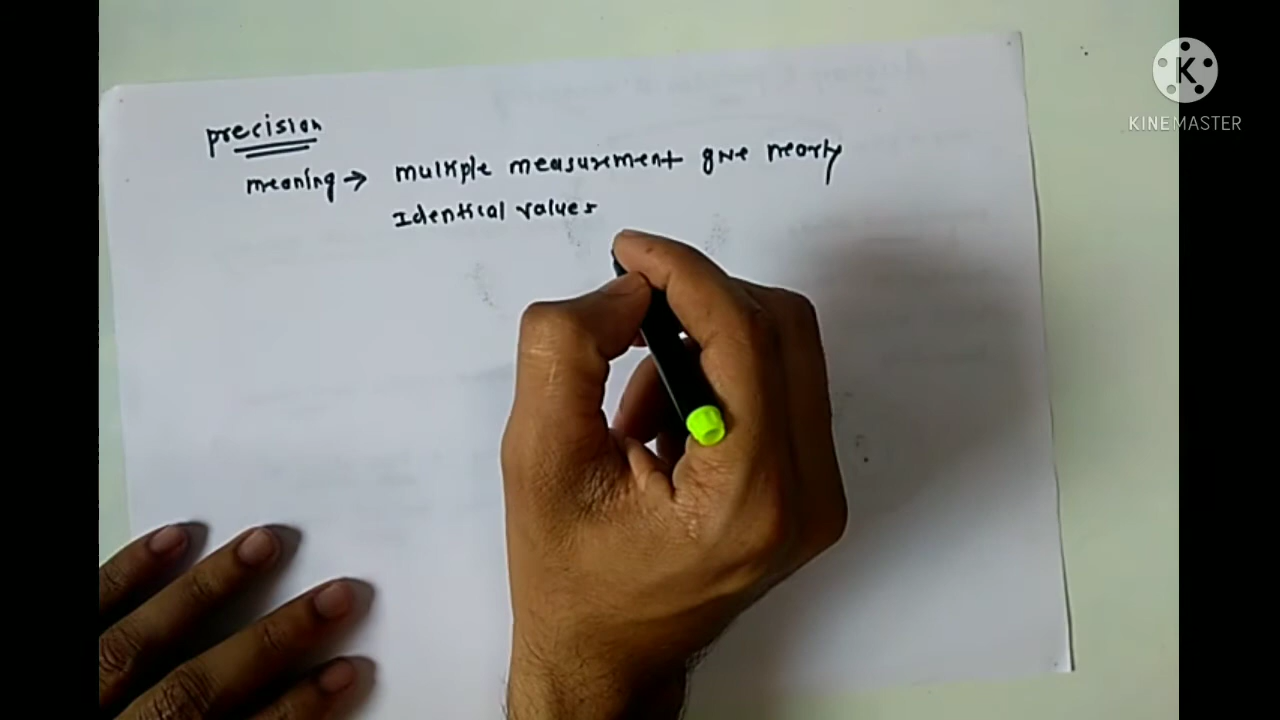 precision
meaning → multiple measurement give nearly
Identical values
K
KINEMASTER